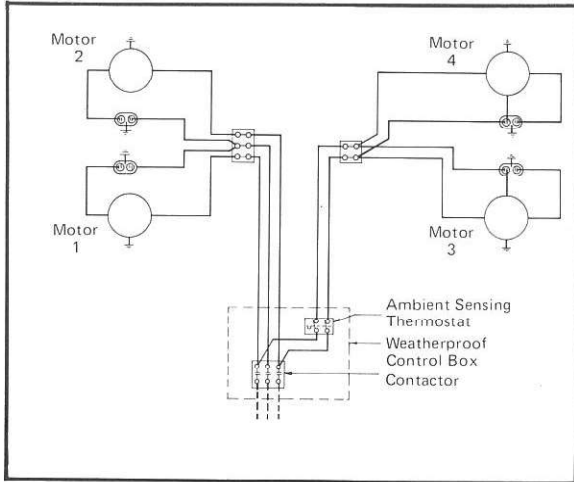 Motor
2
Motor
4
Motor
1
Motor
3
Ambient Sensing
Thermostat
Weatherproof
Control Box
Contactor